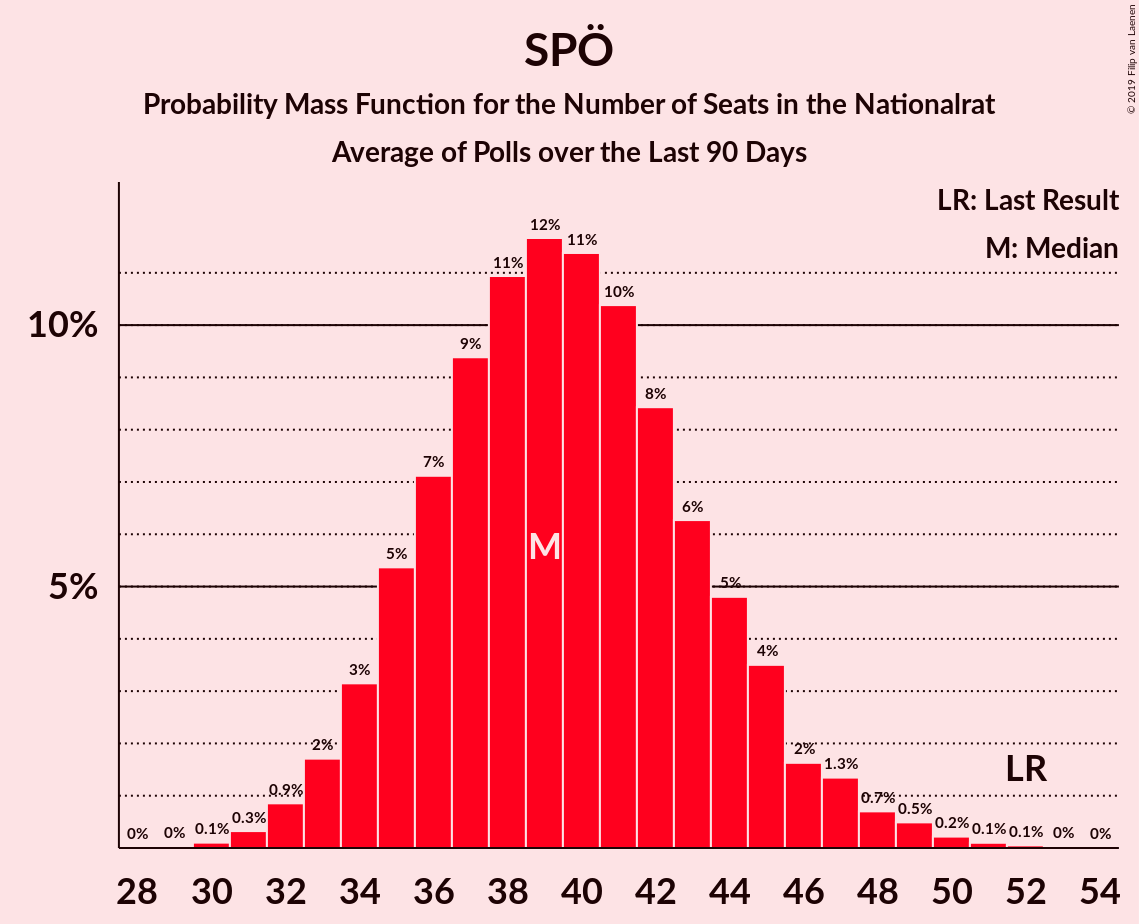 SPÖ
Probability Mass Function for the Number of Seats in the Nationalrat
Average of Polls over the Last 90 Days
© 2019 Filip van Laenen
LR: Last Result
M: Median
10%
5%
0% 0% 0.1% 0.3% 0.9% 2% 3% 5% 7% 9% 11% 12% 11% 10% 8% 6% 5% 4% 2% 1.3% 0.7% 0.5% 0.2% 0.1% 0.1% 0% 0%
M
LR
28 30 32 34 36 38 40 42 44 46 48 50 52 54